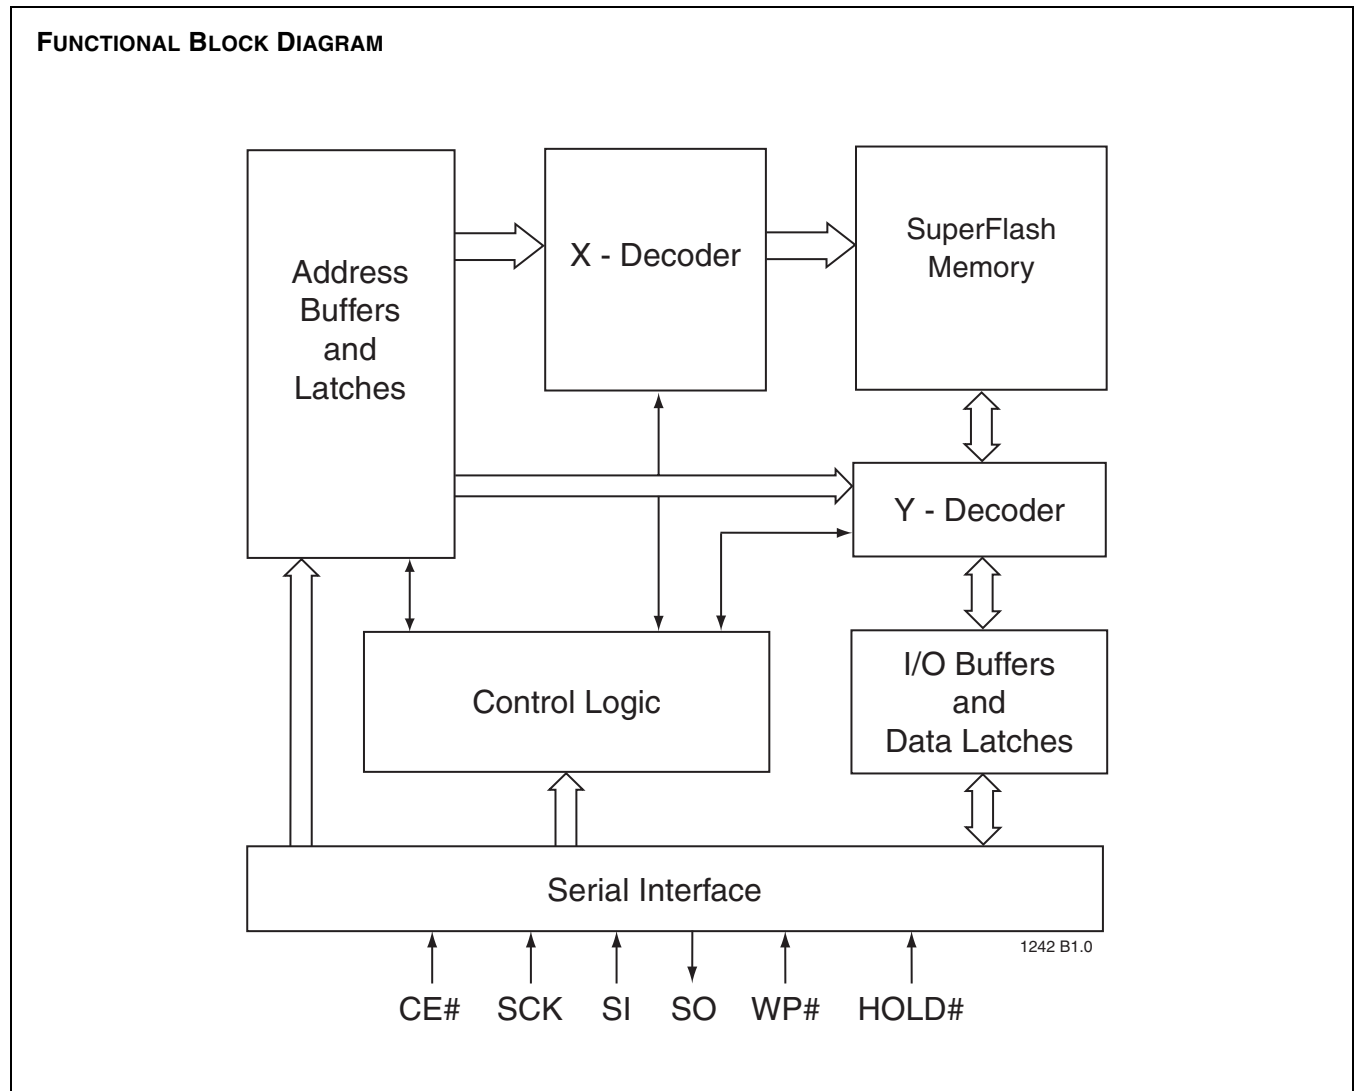 FUNCTIONAL BLOCK DIAGRAM
Address
Buffers
and
Latches
X - Decoder
SuperFlash
Memory
Y - Decoder
Control Logic
I/O Buffers
and
Data Latches
Serial Interface
1242 B1.0
CE# SCK SI SO WP# HOLD#